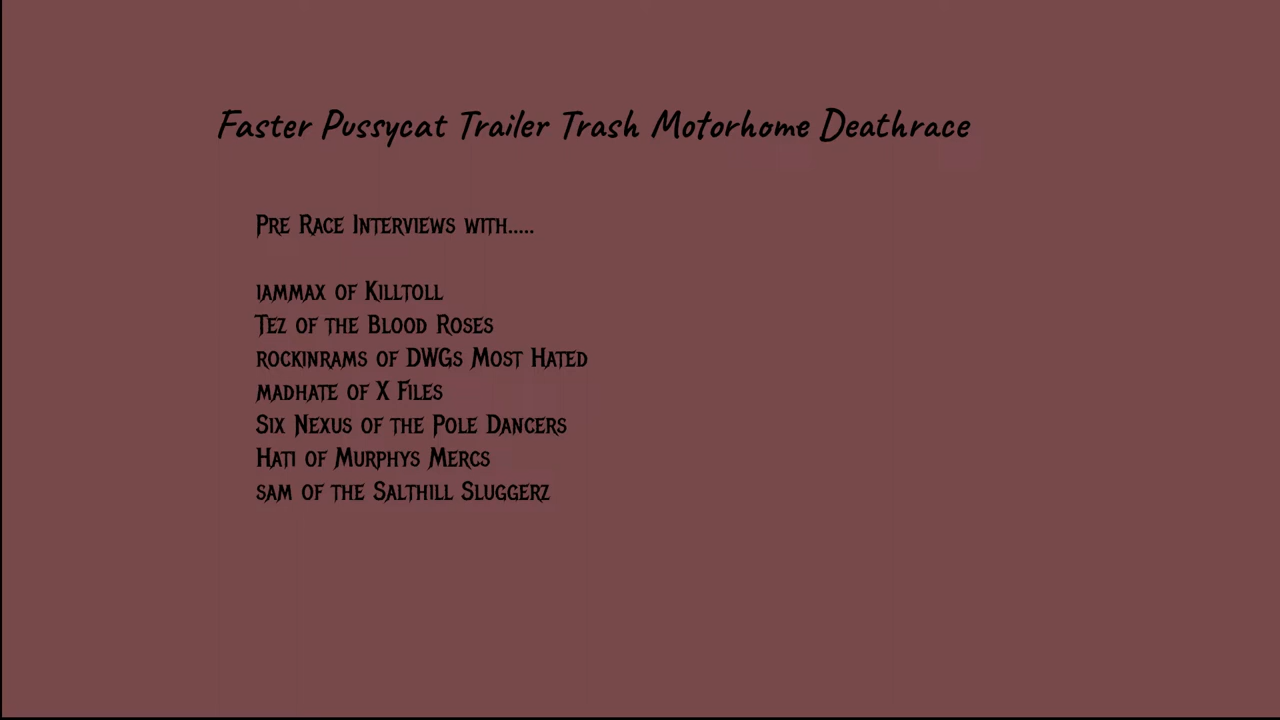 Faster Pussycat Trailer Trash Motorhome Deathrace
Pre Race Interviews with.....
iammax of Killtoll
Tez of the Blood Roses
rockinrams of DWGs Most Hated
madhate of X Files
Six Nexus of the Pole Dancers
Hati of Murphys Mercs
sam of the Salthill Sluggerz